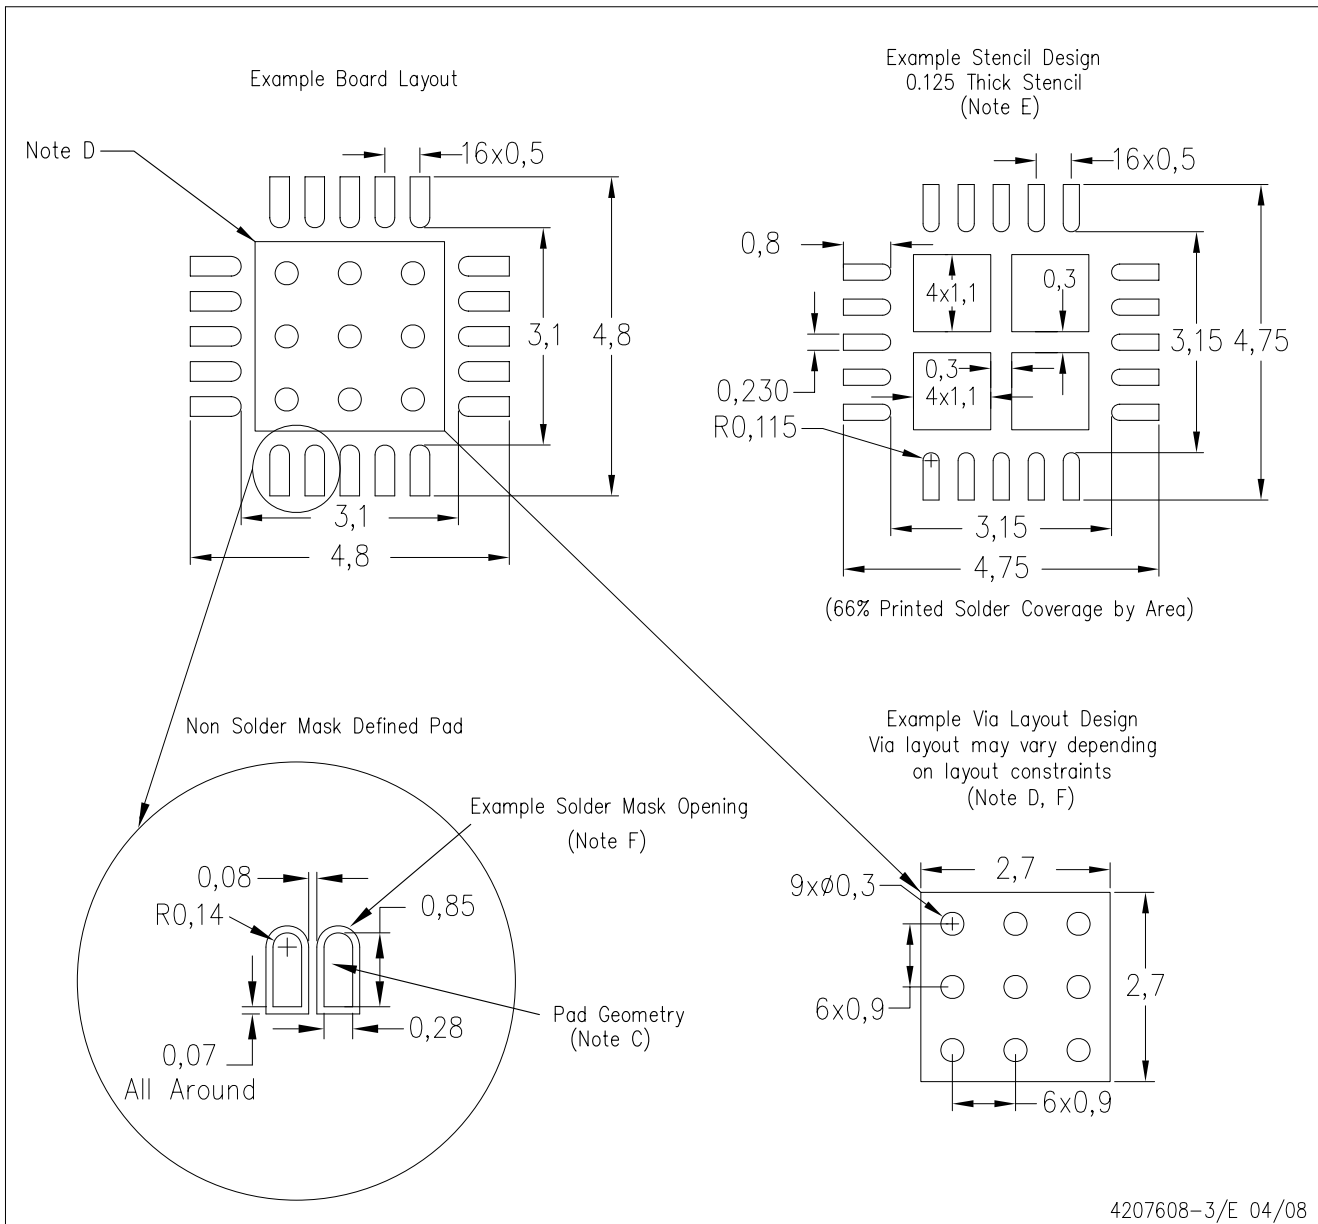 Example Board Layout
Note D
16x0,5
3,1
4,8
3,1
4,8
Example Stencil Design
0.125 Thick Stencil
(Note E)
16x0,5
0,8
4x1,1
0,3
3,15
4,75
0,3
4x1,1
0,230
R0,115
3,15
4,75
(66% Printed Solder Coverage by Area)
Non Solder Mask Defined Pad
Example Solder Mask Opening
(Note F)
0,08
R0,14
0,85
0,28
Pad Geometry
(Note C)
0,07
All Around
Example Via Layout Design
Via layout may vary depending
on layout constraints
(Note D, F)
2,7
9xø0,3
6x0,9
2,7
6x0,9
4207608-3/E 04/08